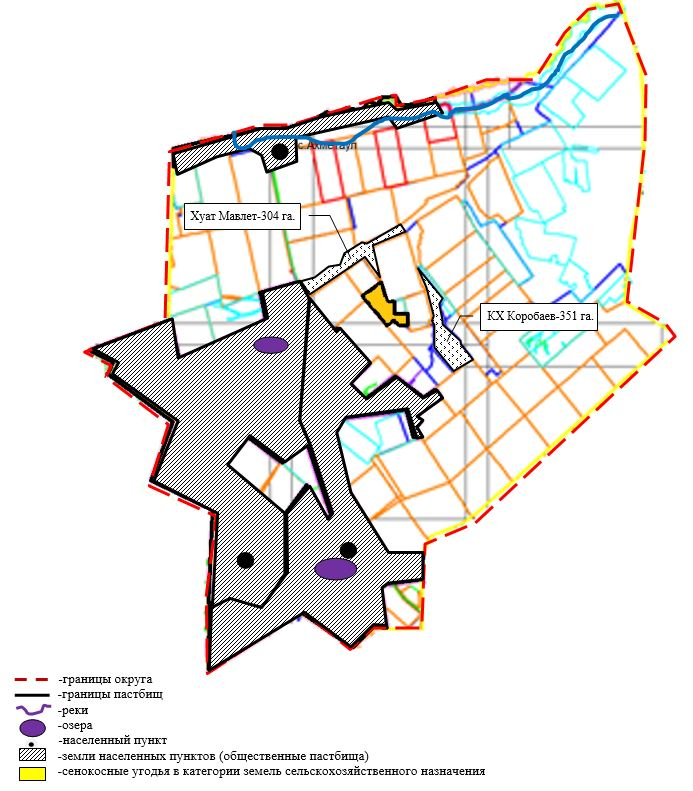 с.Ахметаул
Хуат Мавлет-304 га.
КХ Коробаев-351 га.
-границы округа
-границы пастбищ
-реки
-озера
-населенный пункт
-земли населенных пунктов (общественные пастбища)
-сенокосные угодья в категории земель сельскохозяйственного назначения